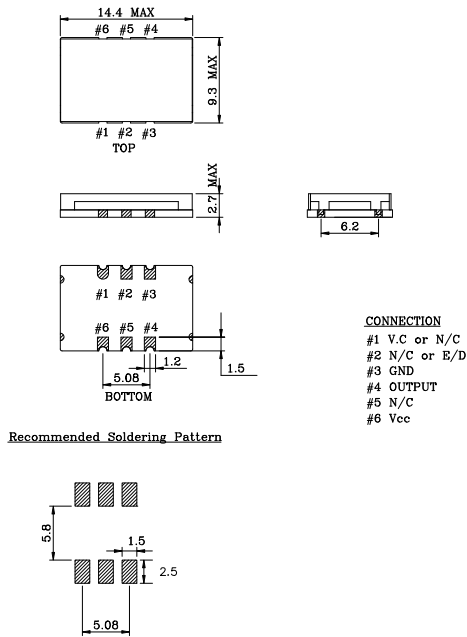 14.4 MAX
#6 #5 #4
9.3 MAX
#1 #2 #3
TOP
2.7 MAX
6.2
#1 #2 #3
#6 #5 #4
1.2
1.5
5.08
BOTTOM
CONNECTION
#1 V.C or N/C
#2 N/C or E/D
#3 GND
#4 OUTPUT
#5 N/C
#6 Vcc
Recommended Soldering Pattern
5.8
1.5
2.5
5.08